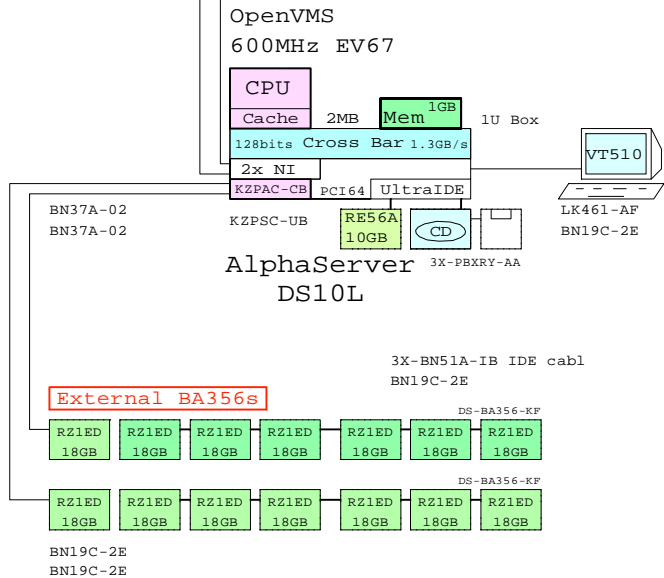 OpenVMS
600MHz EV67
CPU
Cache
2MB
Mem
1GB
1U Box
128bits Cross Bar 1.3GB/s
2x NI
VT510
KZPAC-CB
PCI64
UltraIDE
BN37A-02
BN37A-02
KZPSC-UB
RE56A
10GB
CD
LK461-AF
BN19C-2E
3X-PBXRY-AA
AlphaServer
DS10L
3X-BN51A-IB IDE cabl
BN19C-2E
External BA356s
DS-BA356-KF
RZ1ED RZ1ED RZ1ED RZ1ED RZ1ED RZ1ED RZ1ED
18GB 18GB 18GB 18GB 18GB 18GB 18GB
DS-BA356-KF
RZ1ED RZ1ED RZ1ED RZ1ED RZ1ED RZ1ED RZ1ED
18GB 18GB 18GB 18GB 18GB 18GB 18GB
BN19C-2E
BN19C-2E